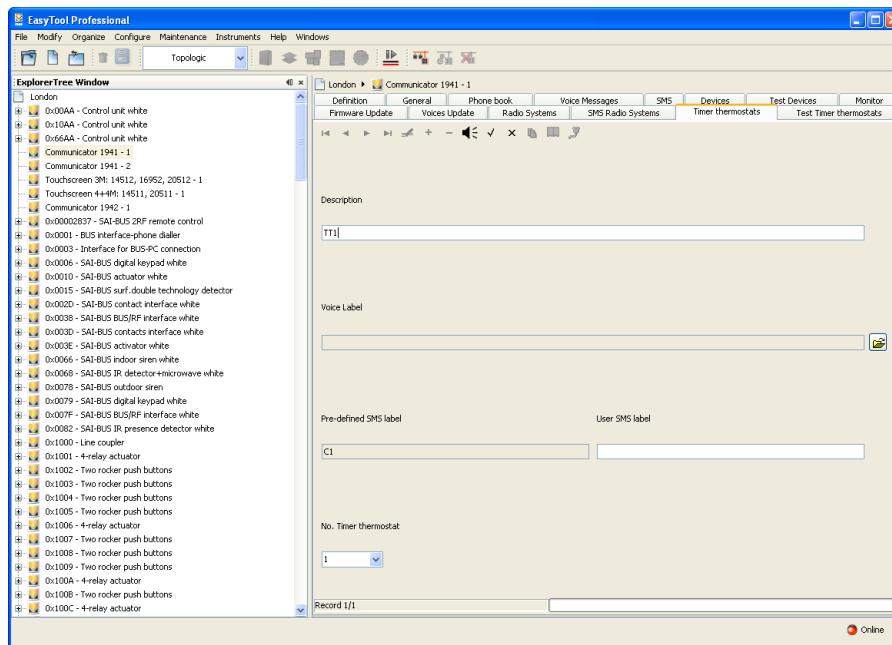 EasyTool Professional
File Modify Organize Configure Maintenance Instruments Help Windows
Topologic
ExplorerTree Window
London
0x00AA - Control unit white
0x10AA - Control unit white
0x66AA - Control unit white
Communicator 1941 - 1
Communicator 1941 - 2
Touchscreen 3M: 14512, 16952, 20512 - 1
Touchscreen 4+4M: 14511, 20511 - 1
Communicator 1942 - 1
0x00002837 - SAI-BUS 2RF remote control
0x0001 - BUS interface-phone dialler
0x0003 - Interface for BUS-PC connection
0x0006 - SAI-BUS digital keypad white
0x0010 - SAI-BUS actuator white
0x0015 - SAI-BUS surf.double technology detector
0x002D - SAI-BUS contact interface white
0x0038 - SAI-BUS BUS/RF interface white
0x003D - SAI-BUS contacts interface white
0x003E - SAI-BUS activator white
0x0066 - SAI-BUS indoor siren white
0x0068 - SAI-BUS IR detector+microwave white
0x0078 - SAI-BUS outdoor siren
0x0079 - SAI-BUS digital keypad white
0x007F - SAI-BUS BUS/RF interface white
0x0082 - SAI-BUS IR presence detector white
0x1000 - Line coupler
0x1001 - 4-relay actuator
0x1002 - Two rocker push buttons
0x1003 - Two rocker push buttons
0x1004 - Two rocker push buttons
0x1005 - Two rocker push buttons
0x1006 - 4-relay actuator
0x1007 - Two rocker push buttons
0x1008 - Two rocker push buttons
0x1009 - Two rocker push buttons
0x100A - 4-relay actuator
0x100B - Two rocker push buttons
0x100C - 4-relay actuator
London Communicator 1941 - 1
Definition General Phone book Voice Messages SMS Devices Test Devices Monitor
Firmware Update Voices Update Radio Systems SMS Radio Systems Timer thermostats Test Timer thermostats
Description
TT1
Voice Label
Pre-defined SMS label User SMS label
C1
No. Timer thermostat
1
Record 1/1
Online